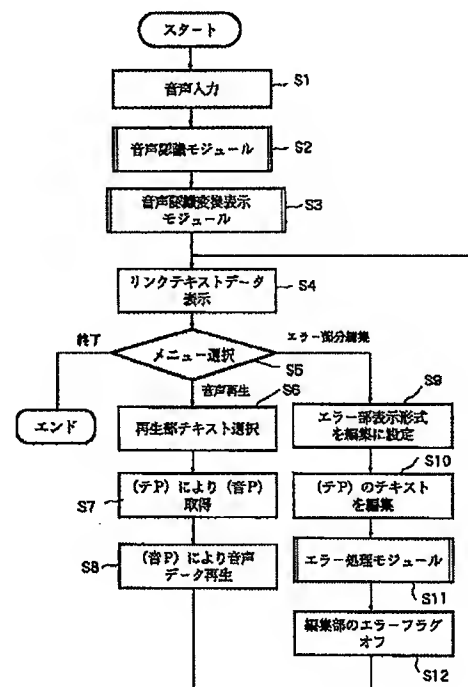 スタート
音声入力
S1
音声認識モジュール
S2
音声認識変換表示
モジュール
S3
リンクテキストデータ
表示
S4
終了
メニュー選択
S5
エラー部分編集
音声再生
エンド
再生部テキスト選択
S6
エラー部表示形式
を編集に設定
S9
(テP)により(音P)
取得
S7
(テP)のテキスト
を編集
S10
(音P)により音声
データ再生
S8
エラー処理モジュール
S11
編集部のエラーフラグ
オフ
S12